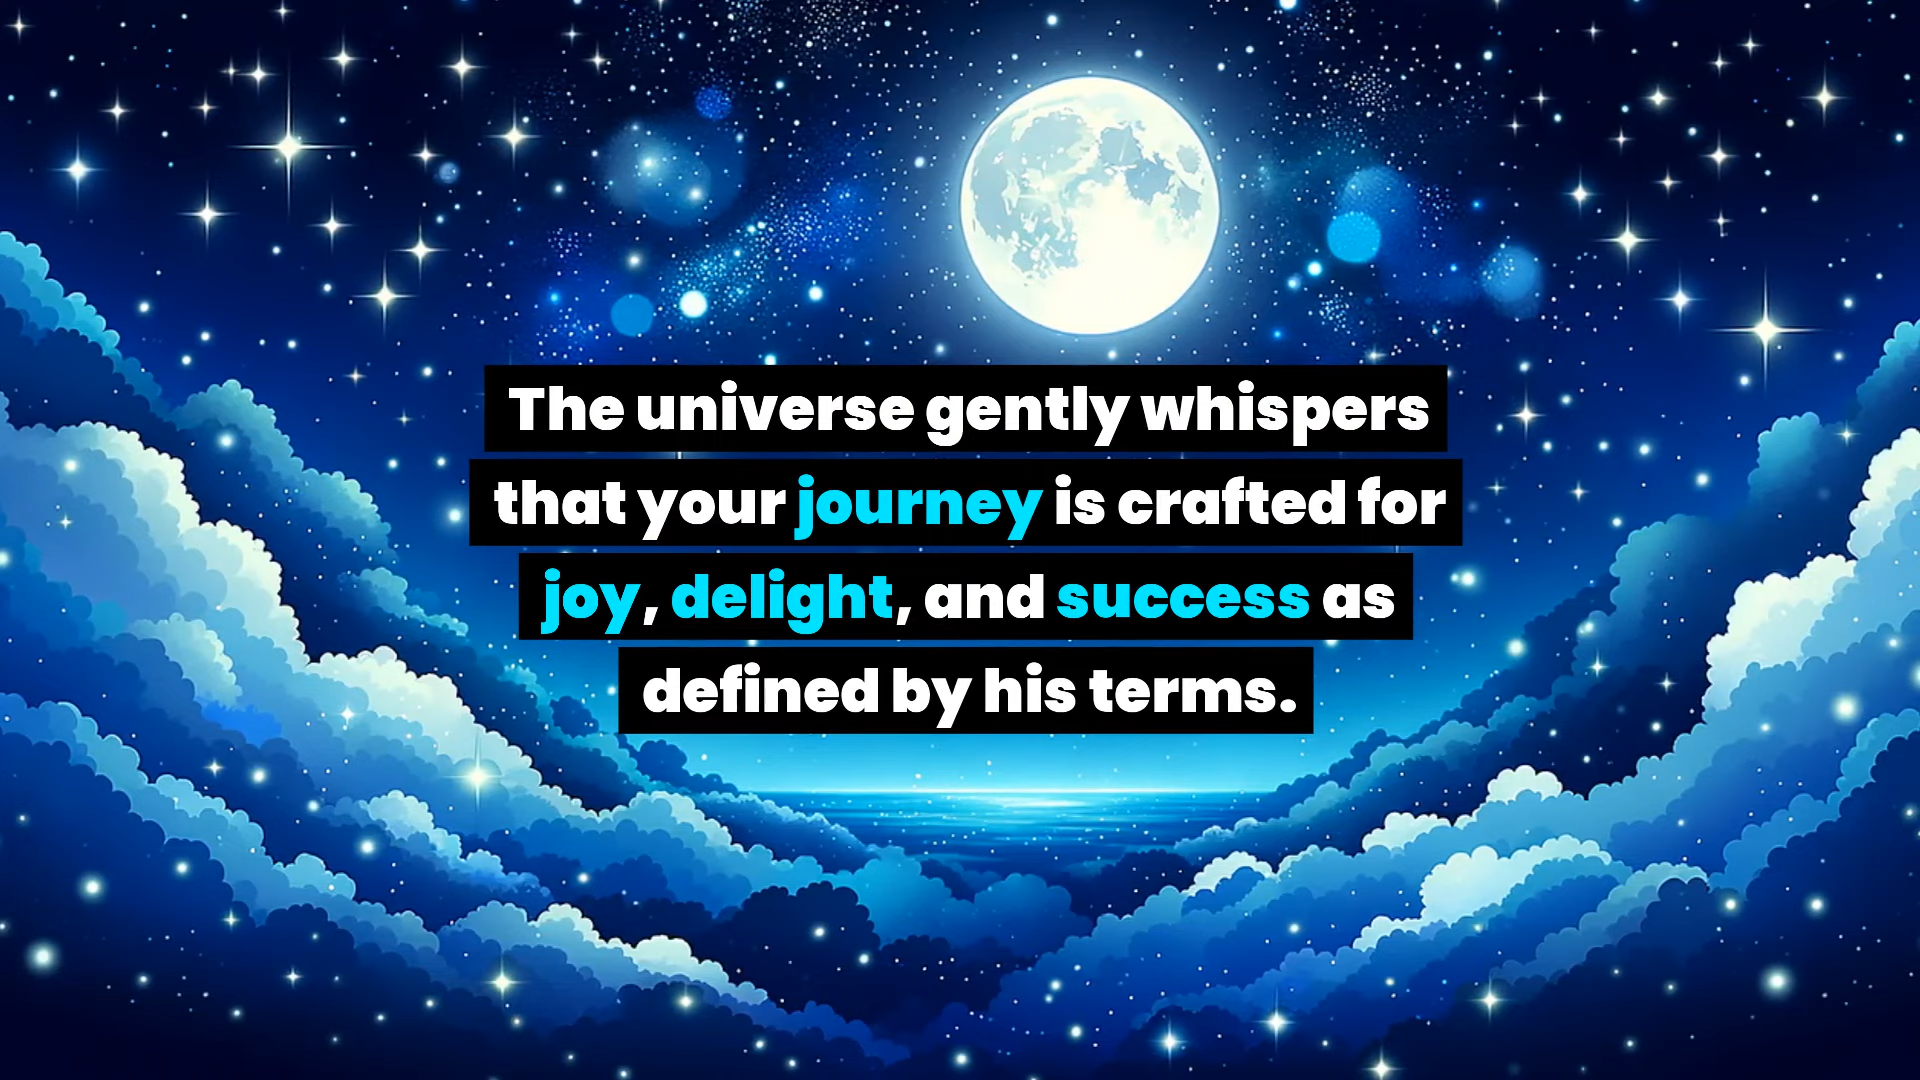 The universe gently whispers
that your journey is crafted for
joy, delight, and success as
defined by his terms.